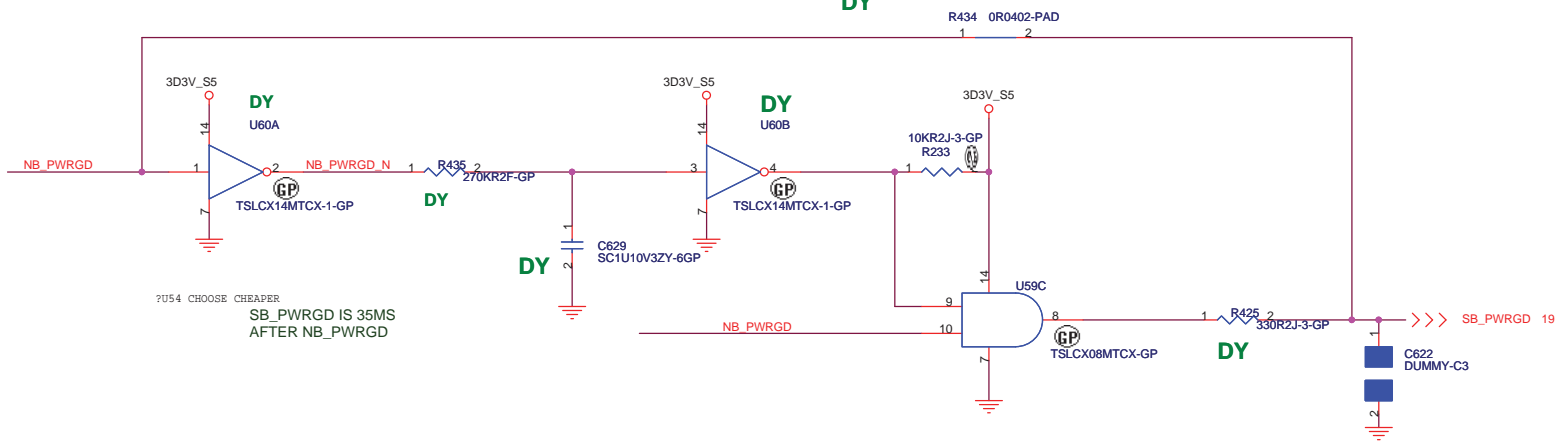 DY
R434 0R0402-PAD
1 2
3D3V_S5
DY
U60A
14
NB_PWRGD
1
2
NB_PWRGD_N
GP
7
TSLCX14MTCX-1-GP
1 R435 2
270KR2F-GP
DY
3D3V_S5
DY
U60B
14
3
4
GP
7
TSLCX14MTCX-1-GP
3D3V_S5
10KR2J-3-GP
1 R233
1
C629
SC1U10V3ZY-6GP
DY
2
?U54 CHOOSE CHEAPER
SB_PWRGD IS 35MS
AFTER NB_PWRGD
14
U59C
9
NB_PWRGD
10
8
GP
7
TSLCX08MTCX-GP
1 R425 2
330R2J-3-GP
DY
SB_PWRGD 19
1
C622
DUMMY-C3
2